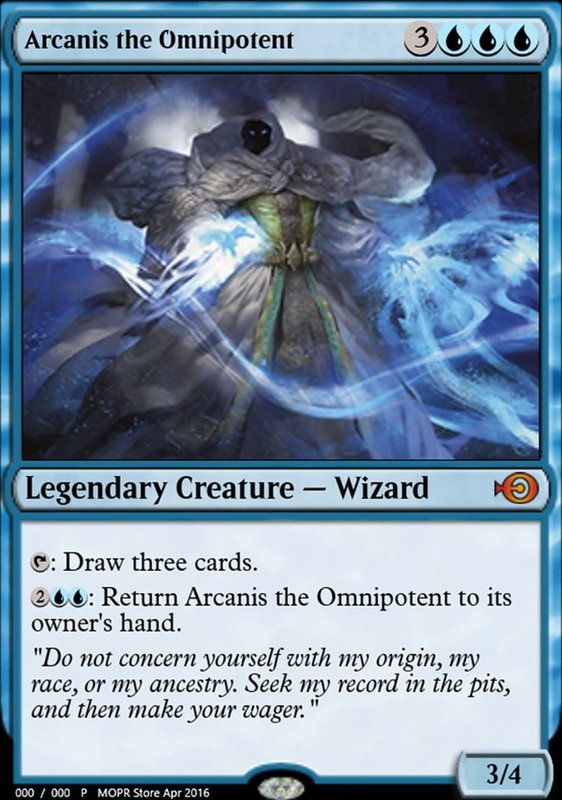 Arcanis the Omnipotent 3
Legendary Creature — Wizard
: Draw three cards.
2: Return Arcanis the Omnipotent to its
owner's hand.
"Do not concern yourself with my origin, my
race, or my ancestry. Seek my record in the pits,
and then make your wager."
3/4
000 / 000 P MOPR Store Apr 2016